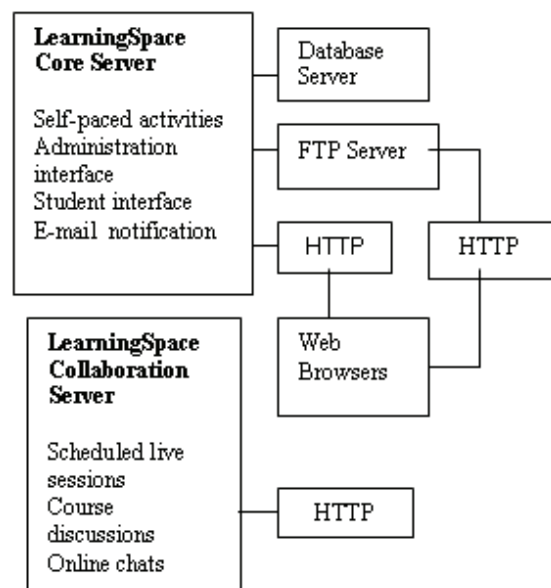 LearningSpace
Core Server
Self-paced activities
Administration
interface
Student interface
E-mail notification
Database
Server
FTP Server
HTTP
HTTP
Web
Browsers
LearningSpace
Collaboration
Server
Scheduled live
sessions
Course
discussions
Online chats
HTTP